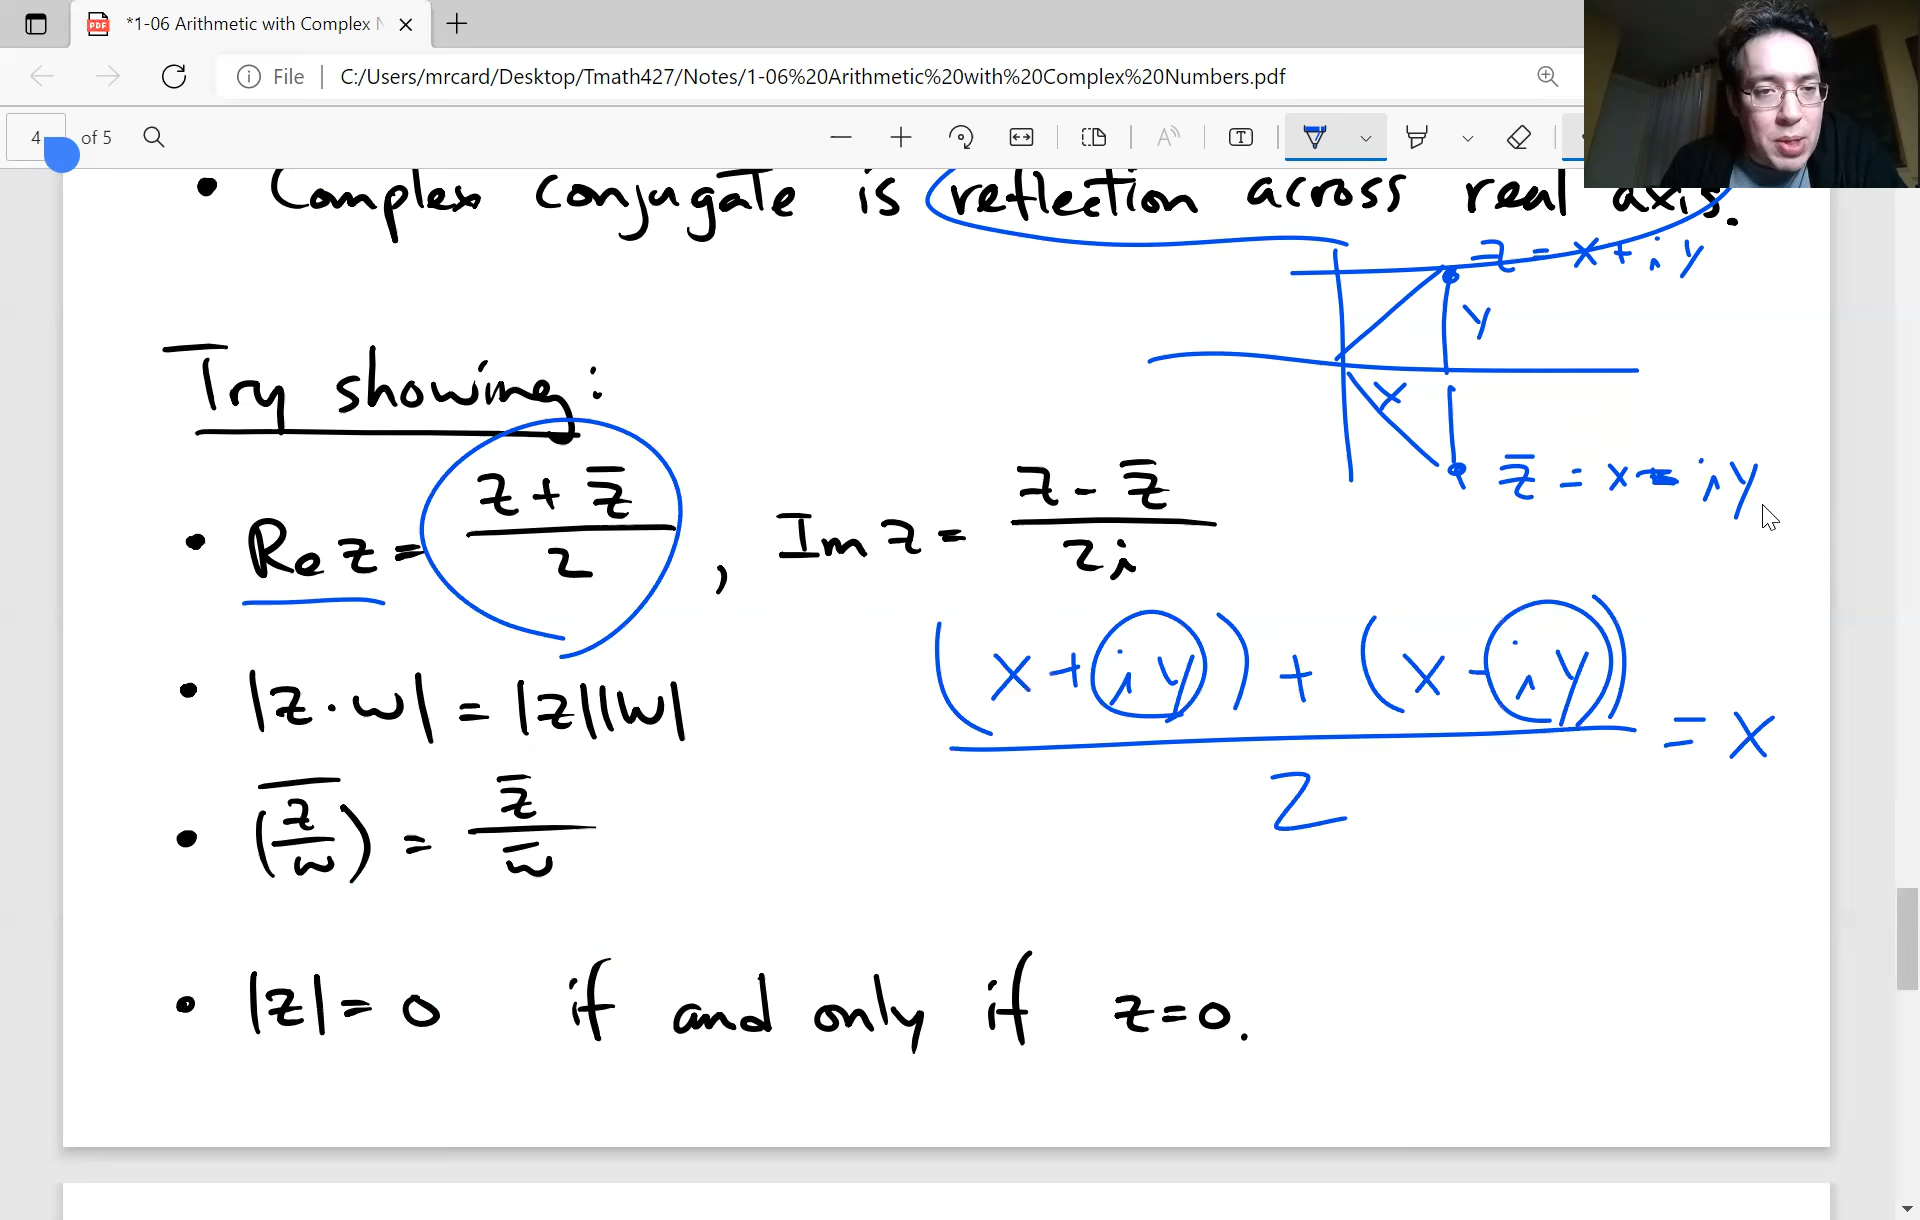 *1-06 Arithmetic with Complex N
File | C:/Users/mrcard/Desktop/Tmath427/Notes/1-06%20Arithmetic%20with%20Complex%20Numbers.pdf
4 of 5
• Complex conjugate is reflection across real axis.
z = x + iy
y
x
z̄ = x - iy
Try showing:
• Re z = (z + z̄)/2 , Im z = (z - z̄)/2i
((x + iy) + (x - iy))/2 = x
• |z · w| = |z||w|
• \overline{(z/w)} = z̄/w̄
• |z| = 0 if and only if z = 0.